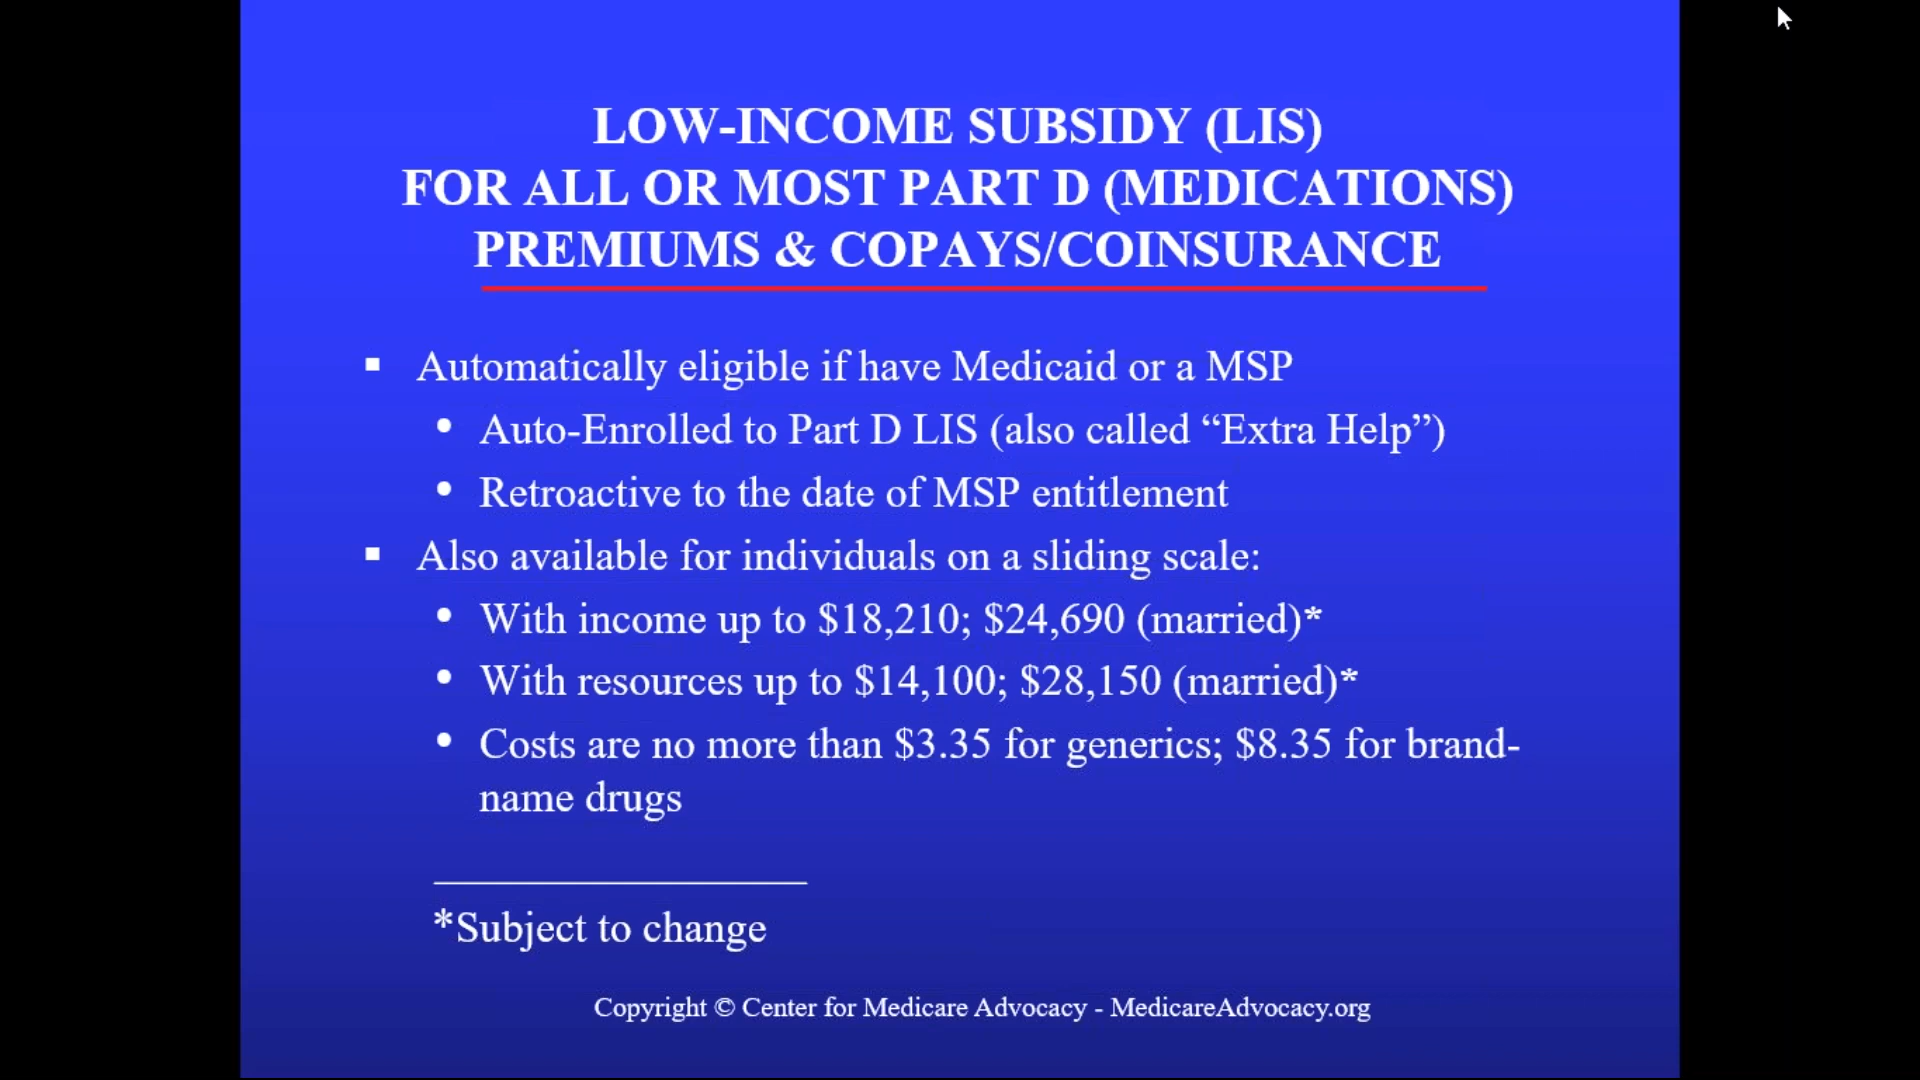 LOW-INCOME SUBSIDY (LIS)
FOR ALL OR MOST PART D (MEDICATIONS)
PREMIUMS & COPAYS/COINSURANCE
▪ Automatically eligible if have Medicaid or a MSP
• Auto-Enrolled to Part D LIS (also called “Extra Help”)
• Retroactive to the date of MSP entitlement
▪ Also available for individuals on a sliding scale:
• With income up to $18,210; $24,690 (married)*
• With resources up to $14,100; $28,150 (married)*
• Costs are no more than $3.35 for generics; $8.35 for brand-
name drugs
*Subject to change
Copyright © Center for Medicare Advocacy - MedicareAdvocacy.org